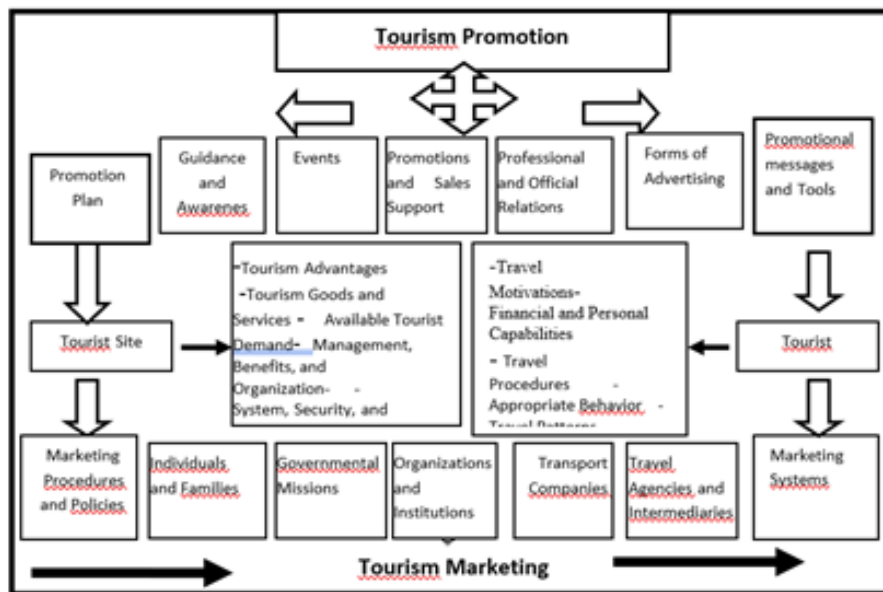 Tourism Promotion
Promotion
Plan
Guidance
and
Awarenes
Events
Promotions
and Sales
Support
Professional
and Official
Relations
Forms of
Advertising
Promotional
messages
and Tools
-Tourism Advantages
-Tourism Goods and
Services - Available Tourist
Demand- Management,
Benefits, and
Organization- -
System, Security, and
-Travel
Motivations-
Financial and Personal
Capabilities
- Travel
Procedures -
Appropriate Behavior -
Travel Patterns
Tourist Site
Tourist
Marketing
Procedures
and Policies
Individuals
and Families
Governmental
Missions
Organizations
and
Institutions
Transport
Companies
Travel
Agencies and
Intermediaries
Marketing
Systems
Tourism Marketing